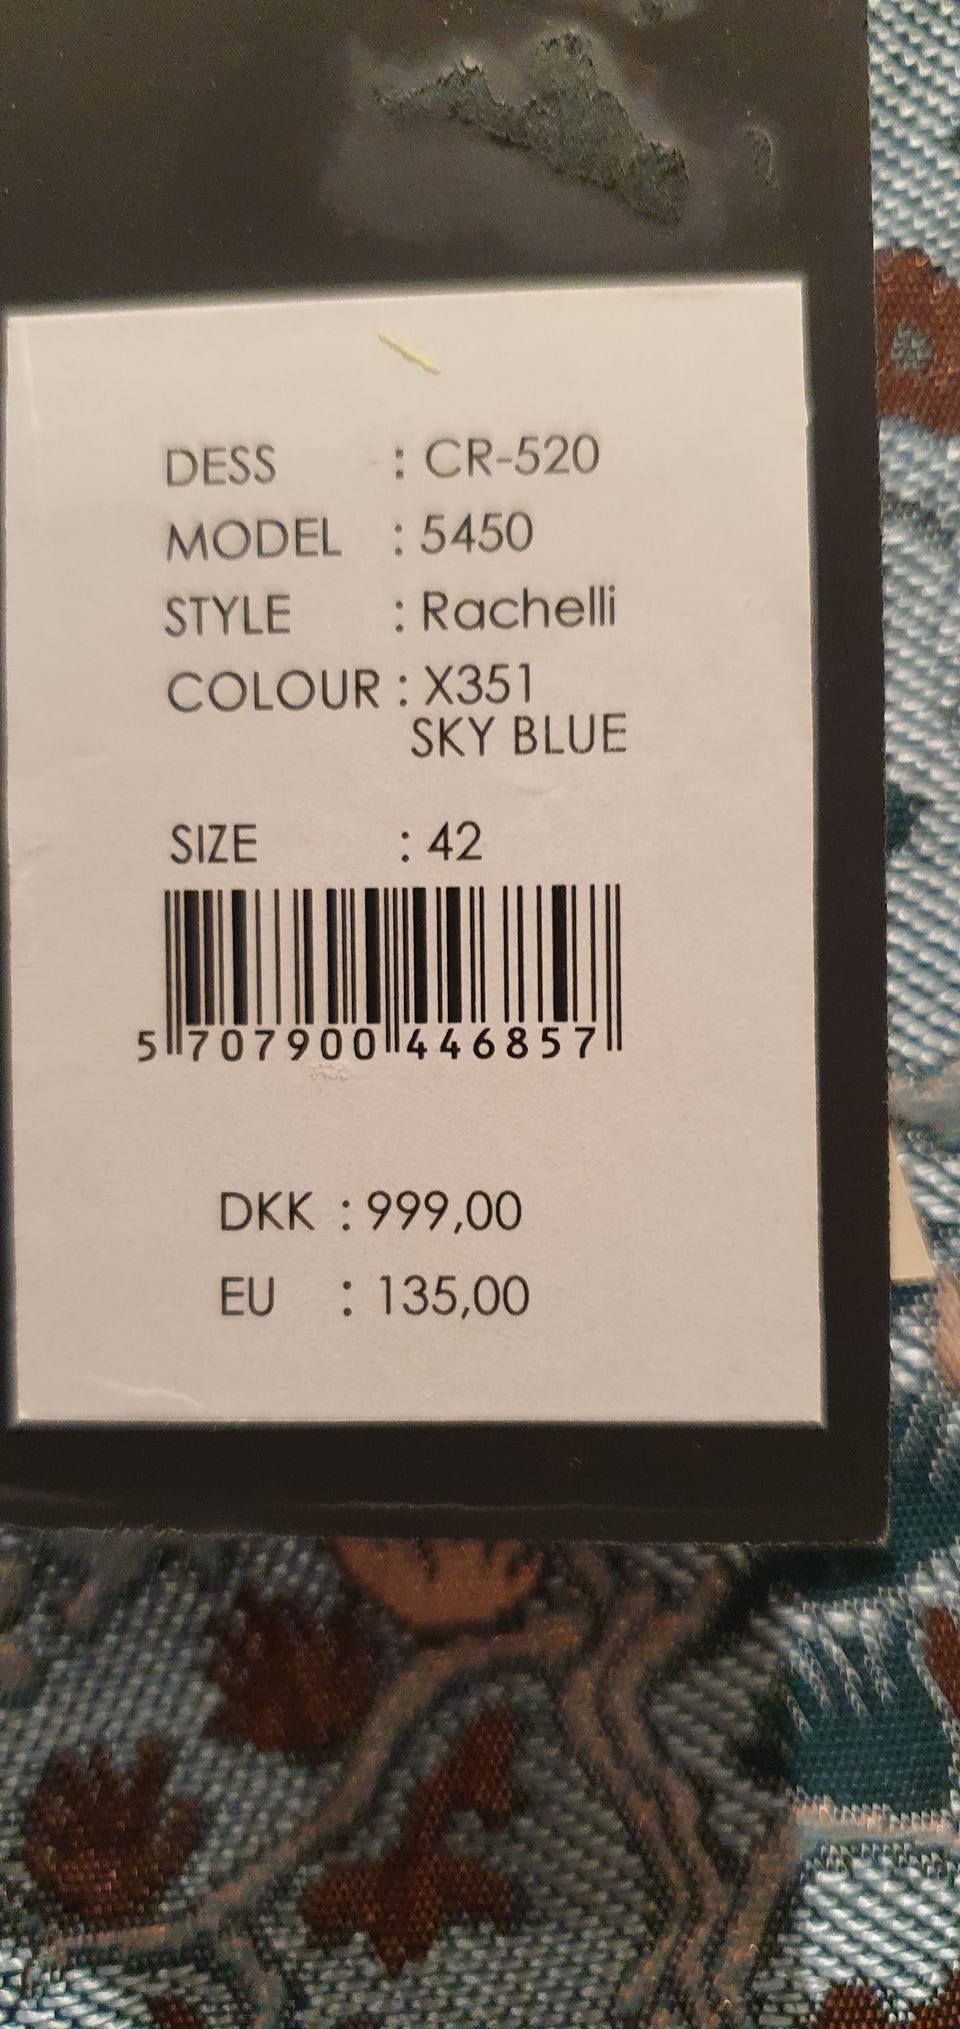 DESS : CR-520
MODEL : 5450
STYLE : Rachelli
COLOUR : X351
SKY BLUE
SIZE : 42
5 707900 446857
DKK : 999,00
EU : 135,00